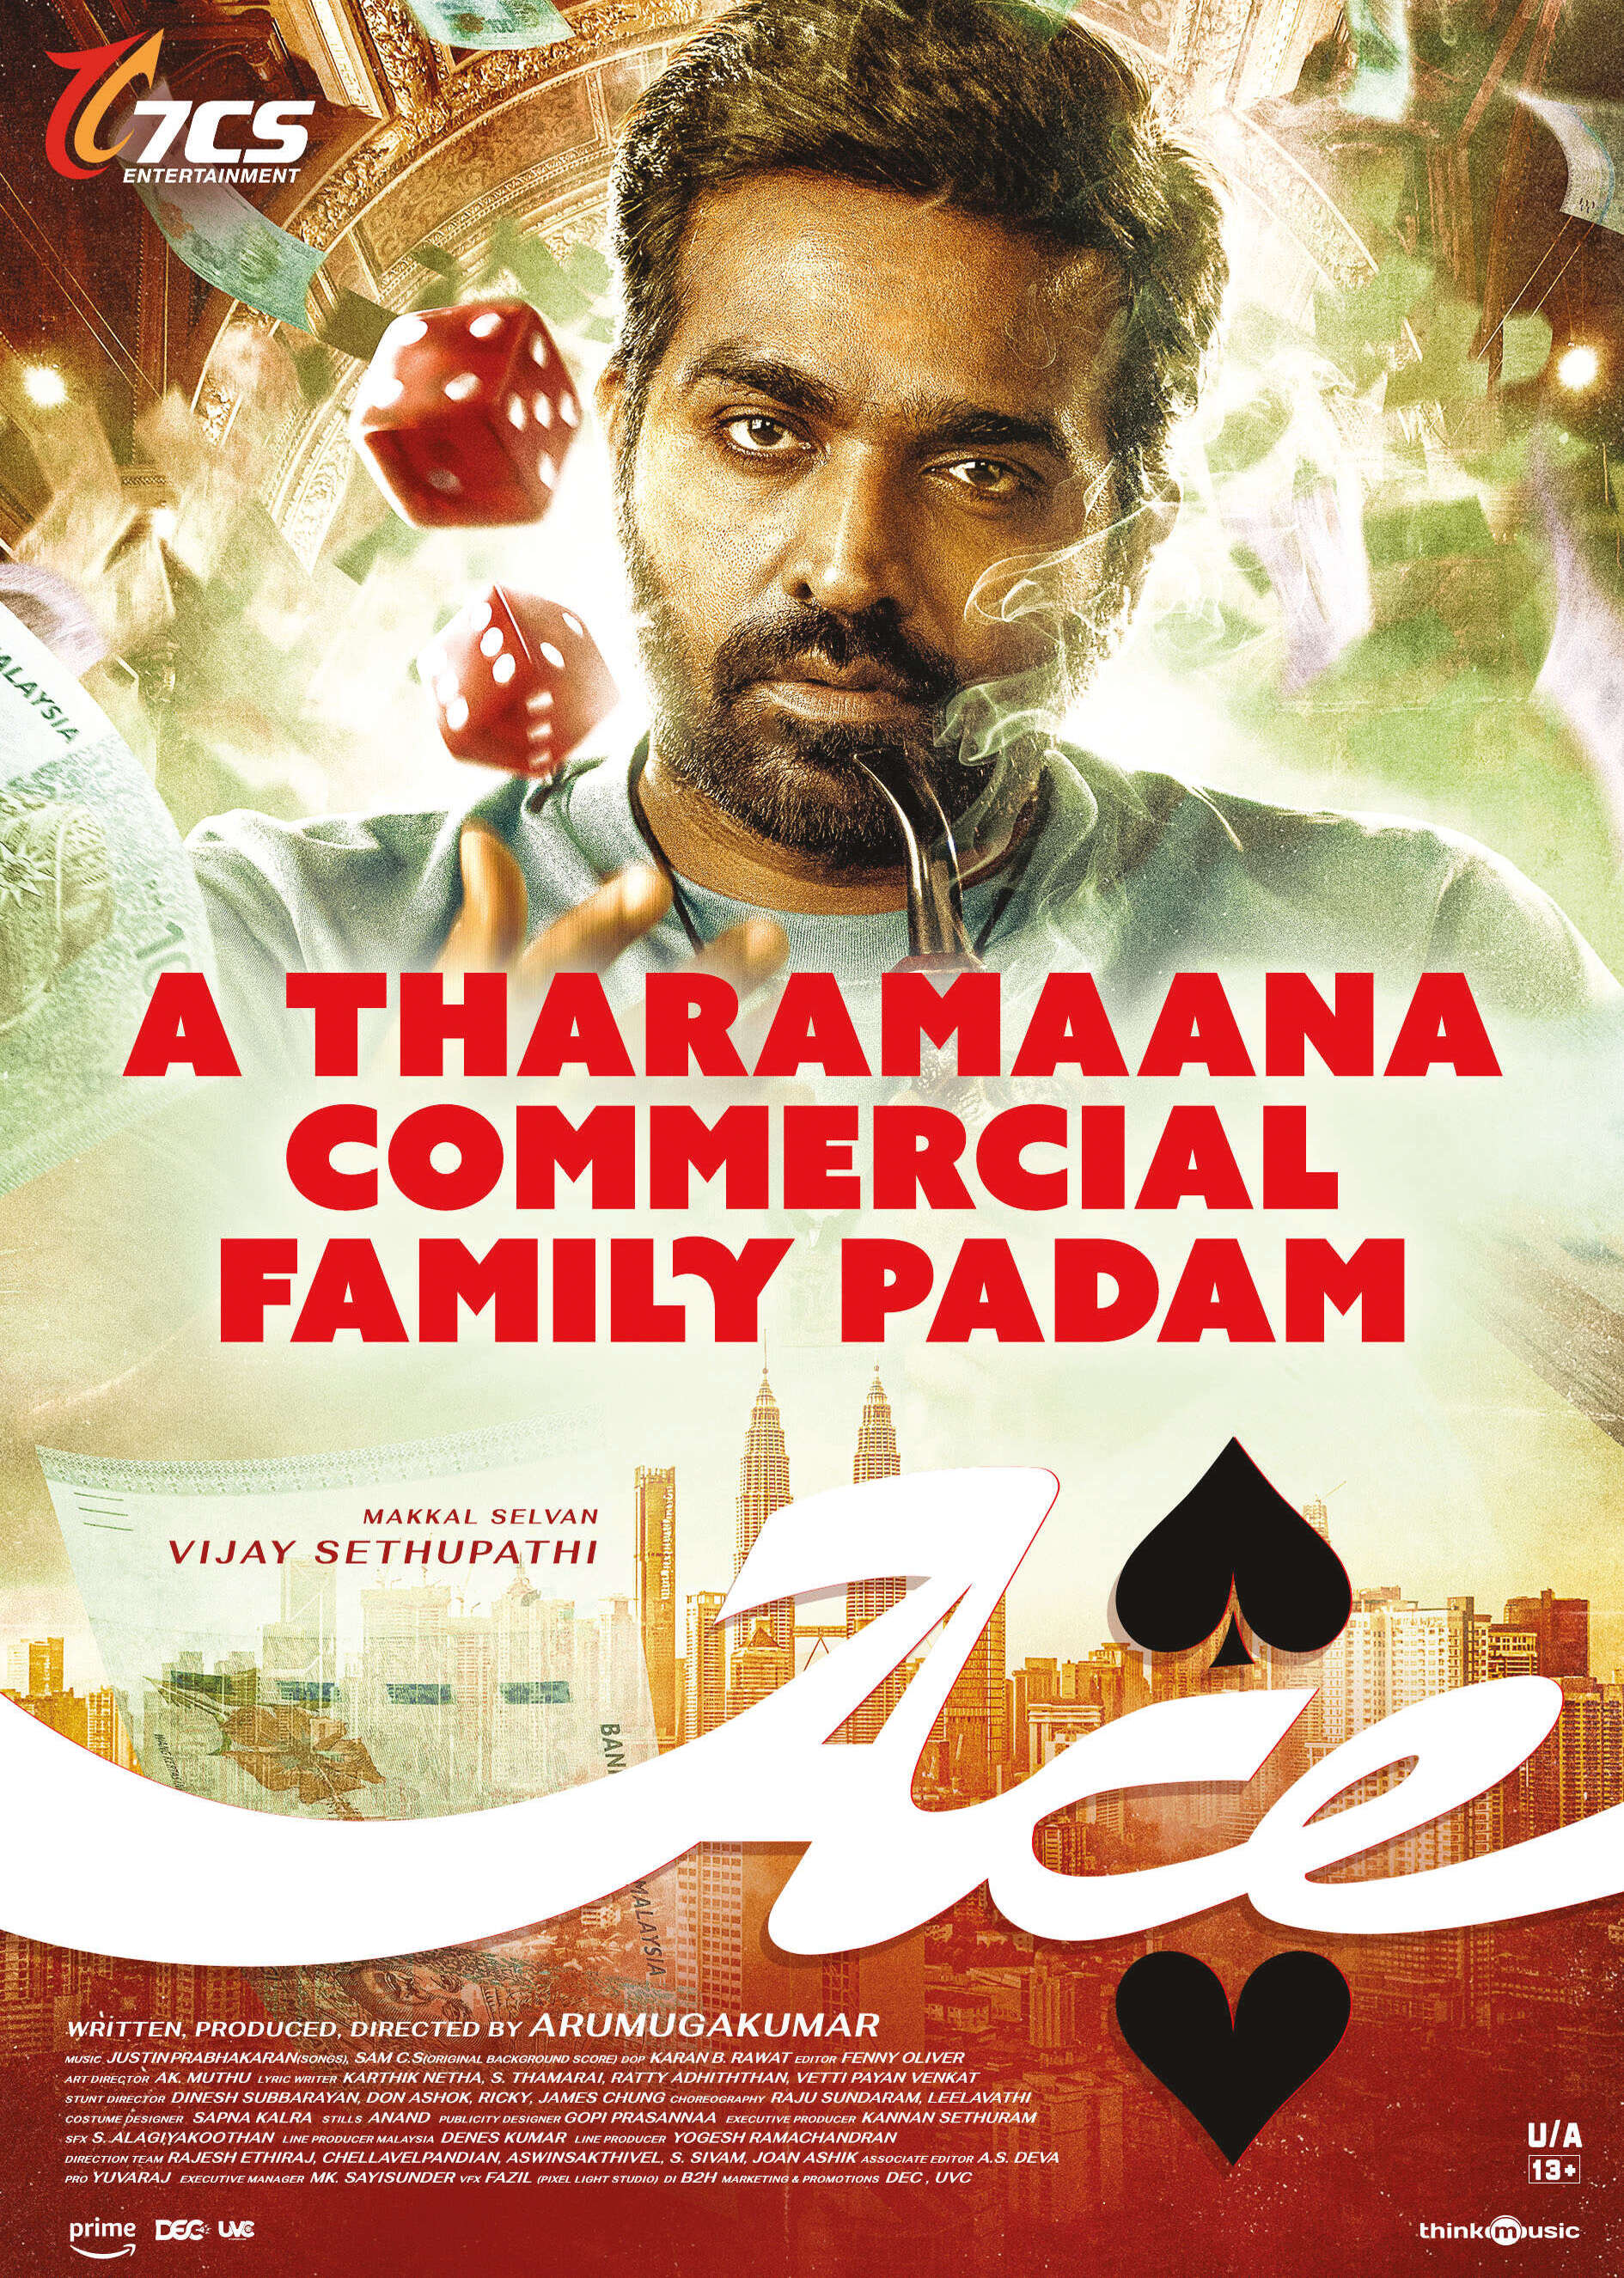 7CS
ENTERTAINMENT
MALAYSIA
10
A THARAMAANA
COMMERCIAL
FAMILY PADAM
MAKKAL SELVAN
VIJAY SETHUPATHI
Ace
MALAYSIA
WRITTEN, PRODUCED, DIRECTED BY ARUMUGAKUMAR
MUSIC JUSTIN PRABHAKARAN(SONGS), SAM C.S(ORIGINAL BACKGROUND SCORE) DOP KARAN B. RAWAT EDITOR FENNY OLIVER
ART DIRECTOR AK. MUTHU LYRIC WRITER KARTHIK NETHA, S. THAMARAI, RATTY ADHITHTHAN, VETTI PAYAN VENKAT
STUNT DIRECTOR DINESH SUBBARAYAN, DON ASHOK, RICKY, JAMES CHUNG CHOREOGRAPHY RAJU SUNDARAM, LEELAVATHI
COSTUME DESIGNER SAPNA KALRA STILLS ANAND PUBLICITY DESIGNER GOPI PRASANNAA EXECUTIVE PRODUCER KANNAN SETHURAM
SFX S. ALAGIYAKOOTHAN LINE PRODUCER MALAYSIA DENES KUMAR LINE PRODUCER YOGESH RAMACHANDRAN
DIRECTION TEAM RAJESH ETHIRAJ, CHELLAVELPANDIAN, ASWINSAKTHIVEL, S. SIVAM, JOAN ASHIK ASSOCIATE EDITOR A.S. DEVA
PRO YUVARAJ EXECUTIVE MANAGER MK. SAYISUNDER VFX FAZIL (PIXEL LIGHT STUDIO) DI B2H MARKETING & PROMOTIONS DEC , UVC
U/A
13+
prime DEC UVC
thinkmusic